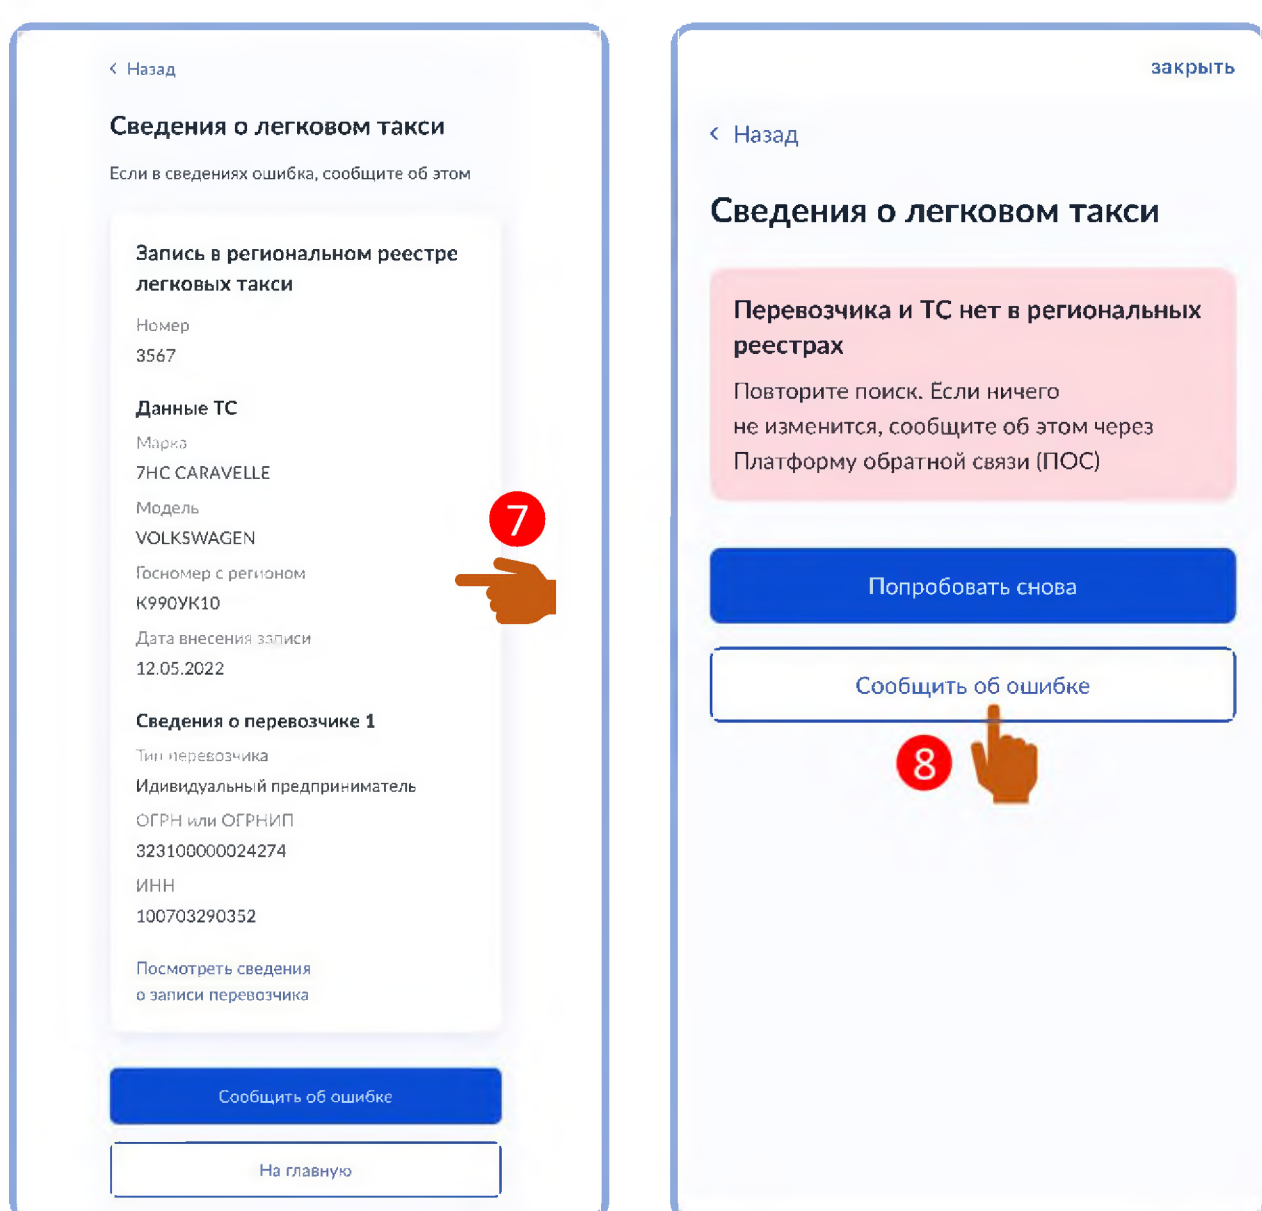 Назад
Сведения о легковом такси
Если в сведениях ошибка, сообщите об этом
Запись в региональном реестре
легковых такси
Номер
3567
Данные ТС
Марка
7HC CARAVELLE
Модель
VOLKSWAGEN
Госномер с регионом
К990УК10
Дата внесения записи
12.05.2022
Сведения о перевозчике 1
Тип перевозчика
Идивидуальный предприниматель
ОГРН или ОГРНИП
323100000024274
ИНН
100703290352
Посмотреть сведения
о записи перевозчика
Сообщить об ошибке
На главную
7
закрыть
Назад
Сведения о легковом такси
Перевозчика и ТС нет в региональных
реестрах
Повторите поиск. Если ничего
не изменится, сообщите об этом через
Платформу обратной связи (ПОС)
Попробовать снова
Сообщить об ошибке
8